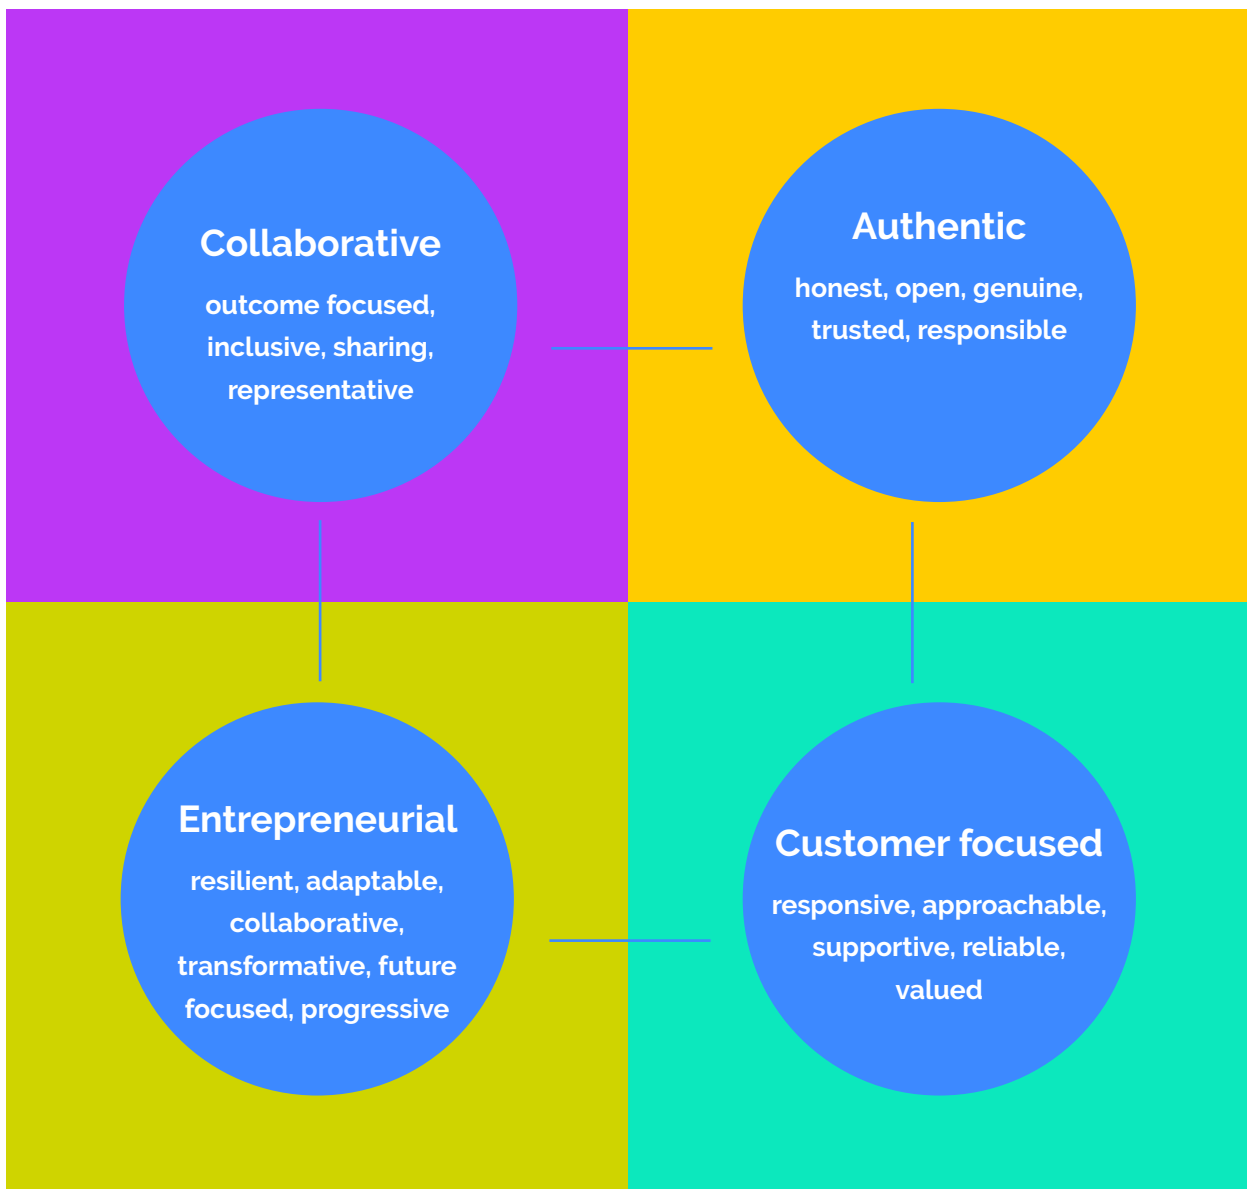 Collaborative
outcome focused,
inclusive, sharing,
representative
Authentic
honest, open, genuine,
trusted, responsible
Entrepreneurial
resilient, adaptable,
collaborative,
transformative, future
focused, progressive
Customer focused
responsive, approachable,
supportive, reliable,
valued